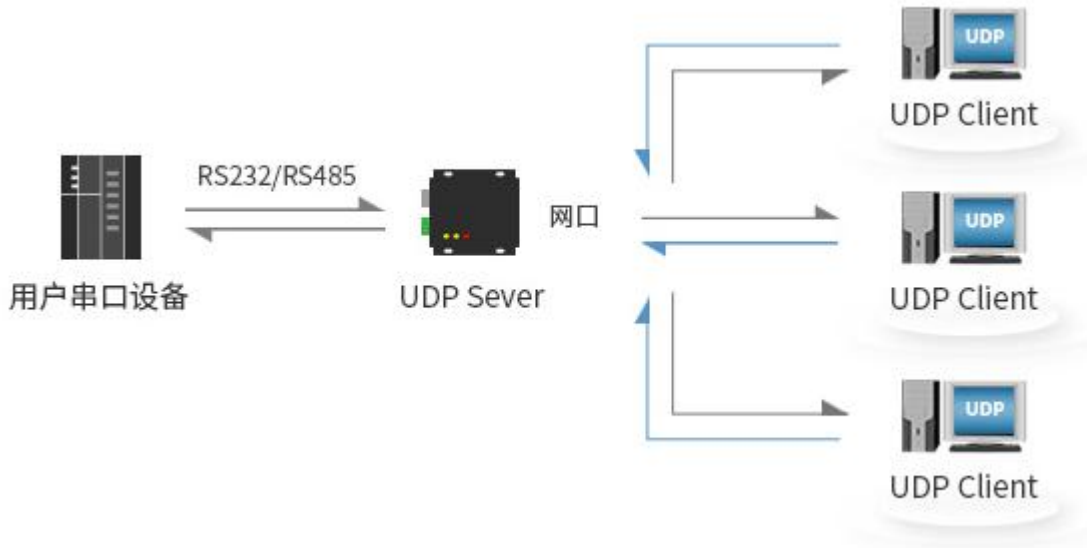 UDP
UDP Client
RS232/RS485
网口
UDP
用户串口设备
UDP Sever
UDP Client
UDP
UDP Client